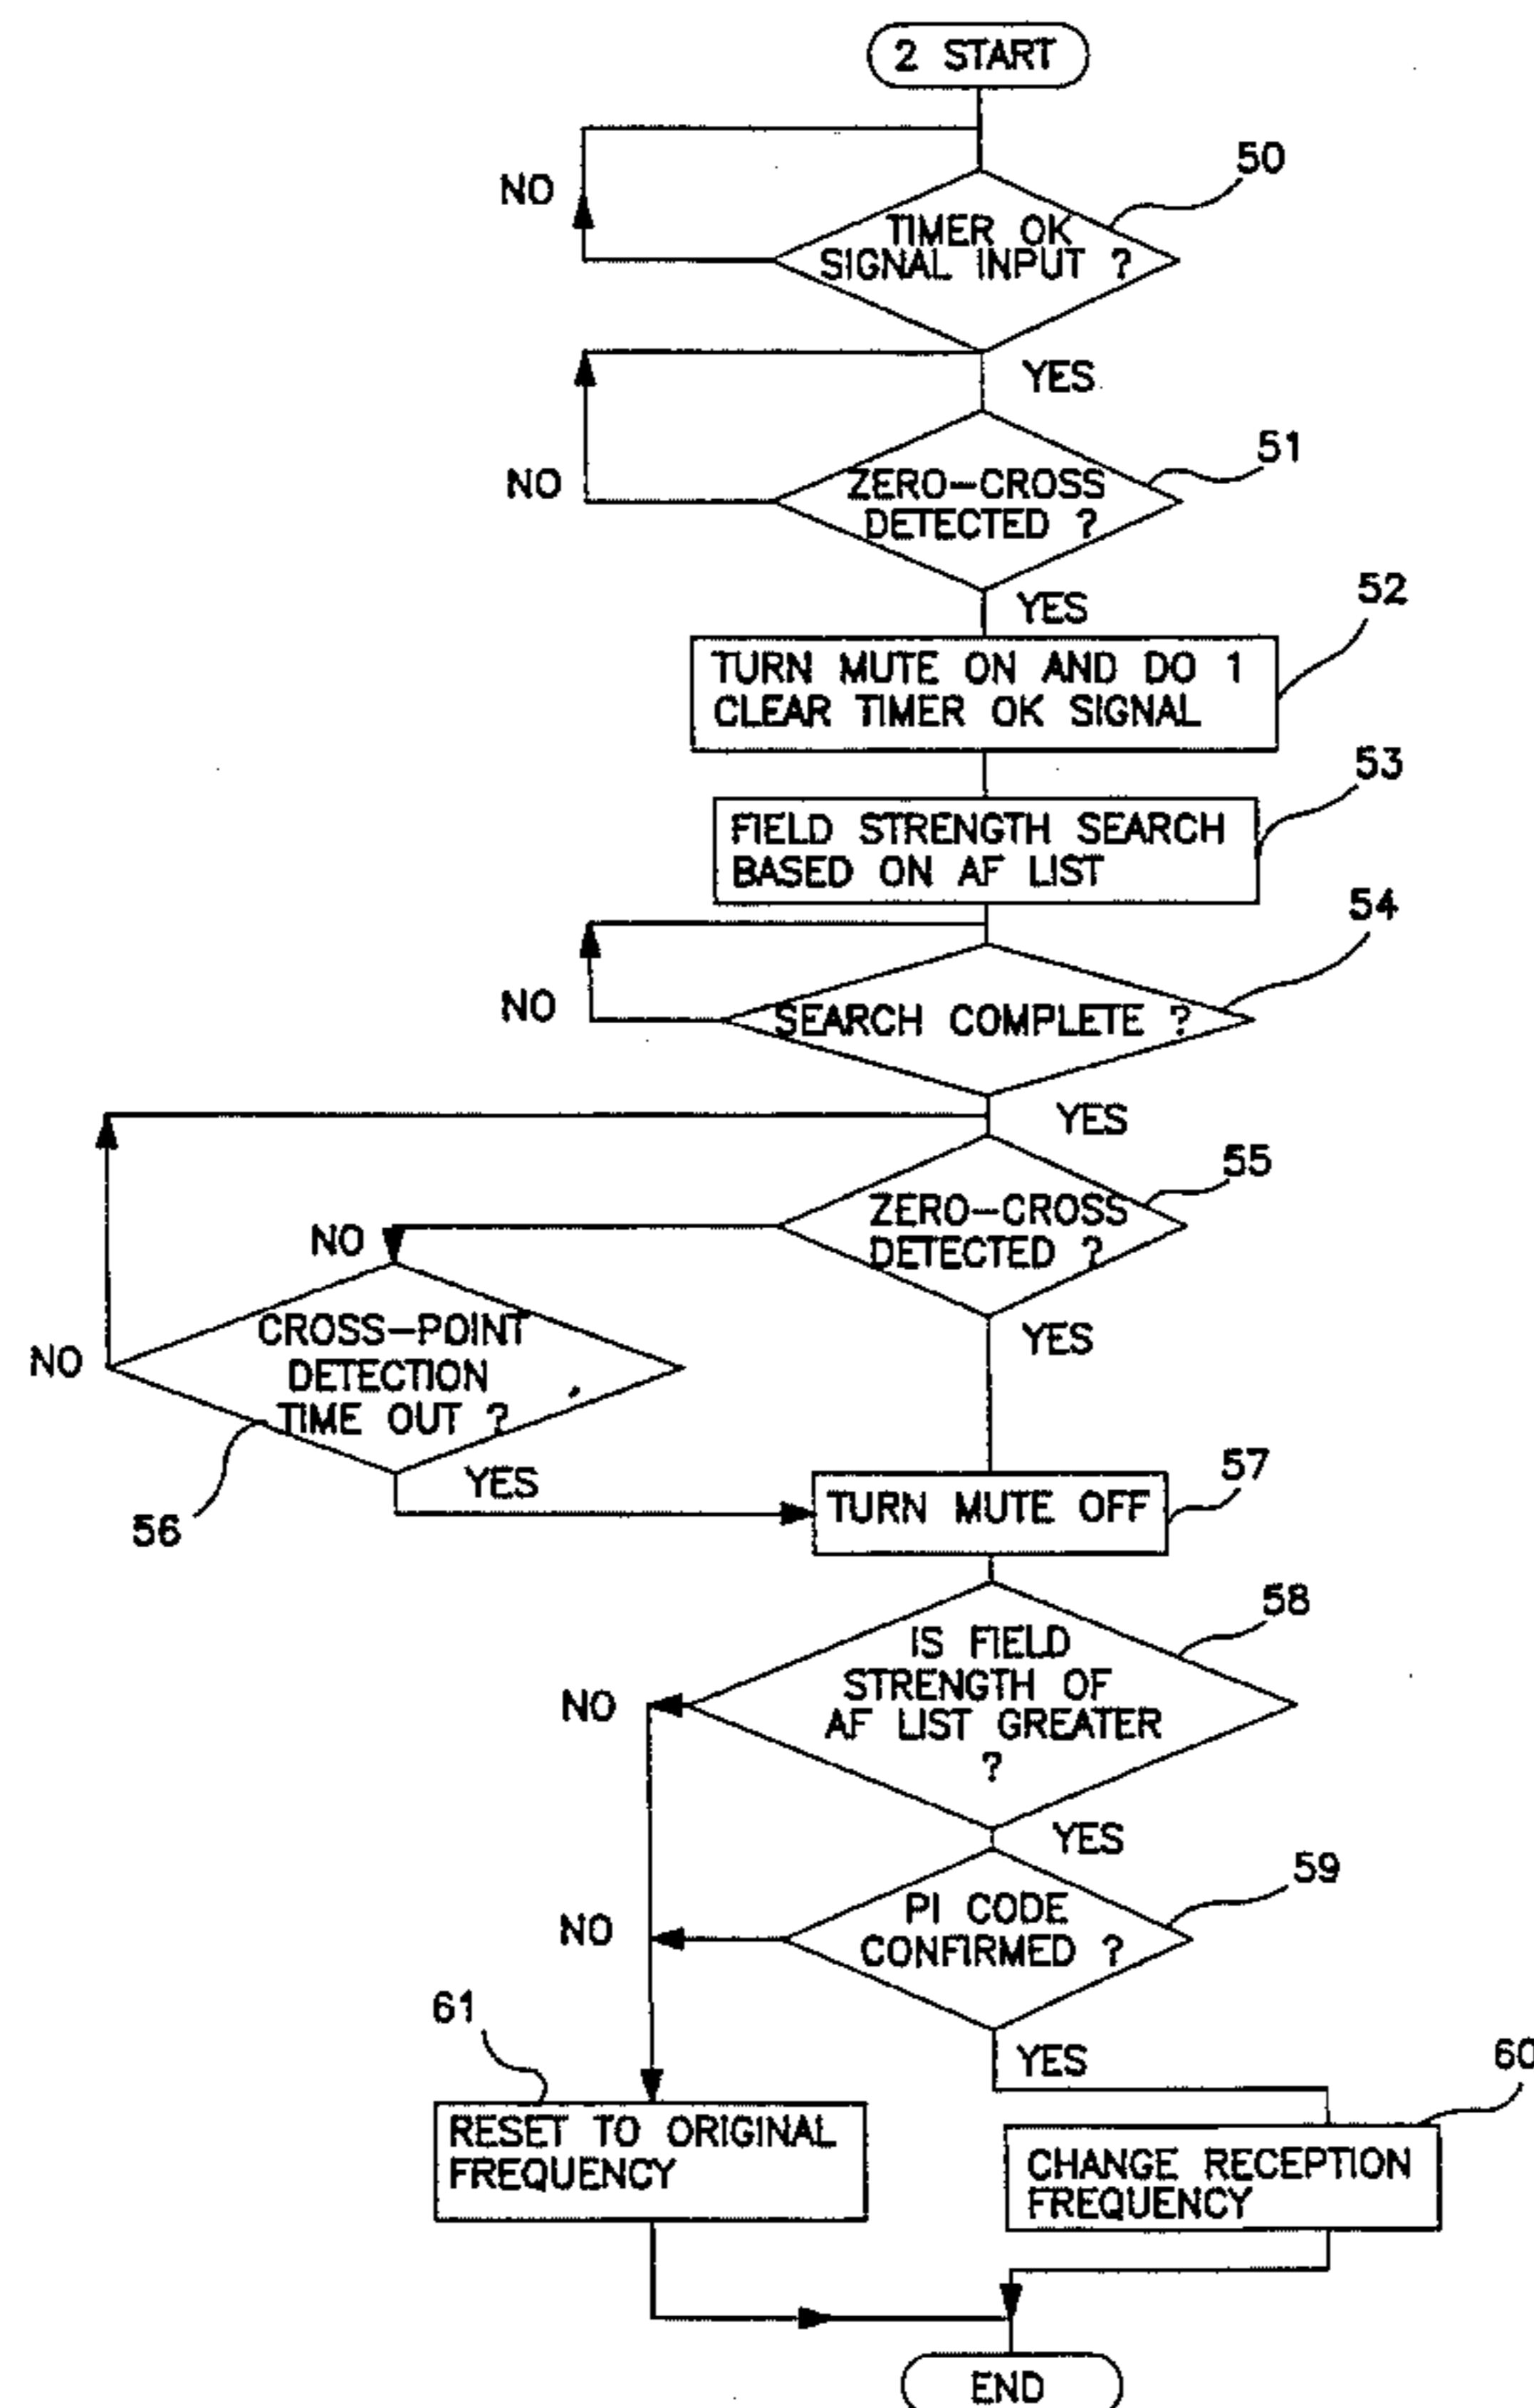 2 START
50
NO
TIMER OK
SIGNAL INPUT ?
YES
51
NO
ZERO-CROSS
DETECTED ?
YES
52
TURN MUTE ON AND DO 1
CLEAR TIMER OK SIGNAL
53
FIELD STRENGTH SEARCH
BASED ON AF LIST
54
NO
SEARCH COMPLETE ?
YES
55
ZERO-CROSS
DETECTED ?
NO
YES
CROSS-POINT
DETECTION
TIME OUT ?
NO
56
YES
57
TURN MUTE OFF
58
IS FIELD
STRENGTH OF
AF LIST GREATER
?
NO
YES
59
PI CODE
CONFIRMED ?
NO
YES
61
60
RESET TO ORIGINAL
FREQUENCY
CHANGE RECEPTION
FREQUENCY
END